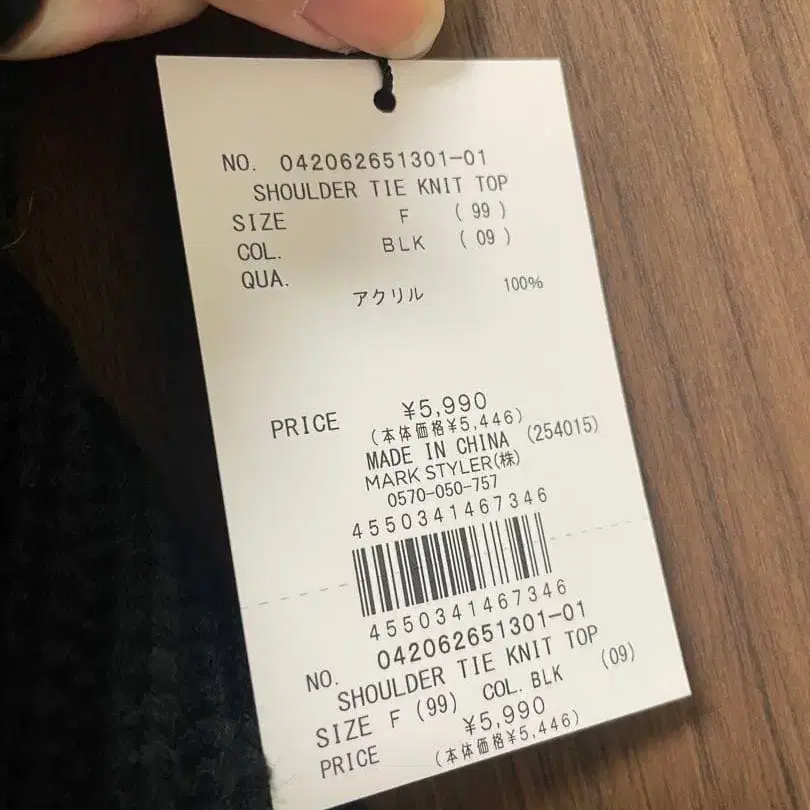 NO. 042062651301-01
SHOULDER TIE KNIT TOP
SIZE F (99)
COL. BLK (09)
QUA.
アクリル 100%
PRICE ¥5,990
(本体価格¥5,446)
MADE IN CHINA (254015)
MARK STYLER(株)
0570-050-757
4550341467346
4550341467346
NO. 042062651301-01
SHOULDER TIE KNIT TOP
SIZE F (99) COL. BLK (09)
PRICE ¥5,990
(本体価格¥5,446)